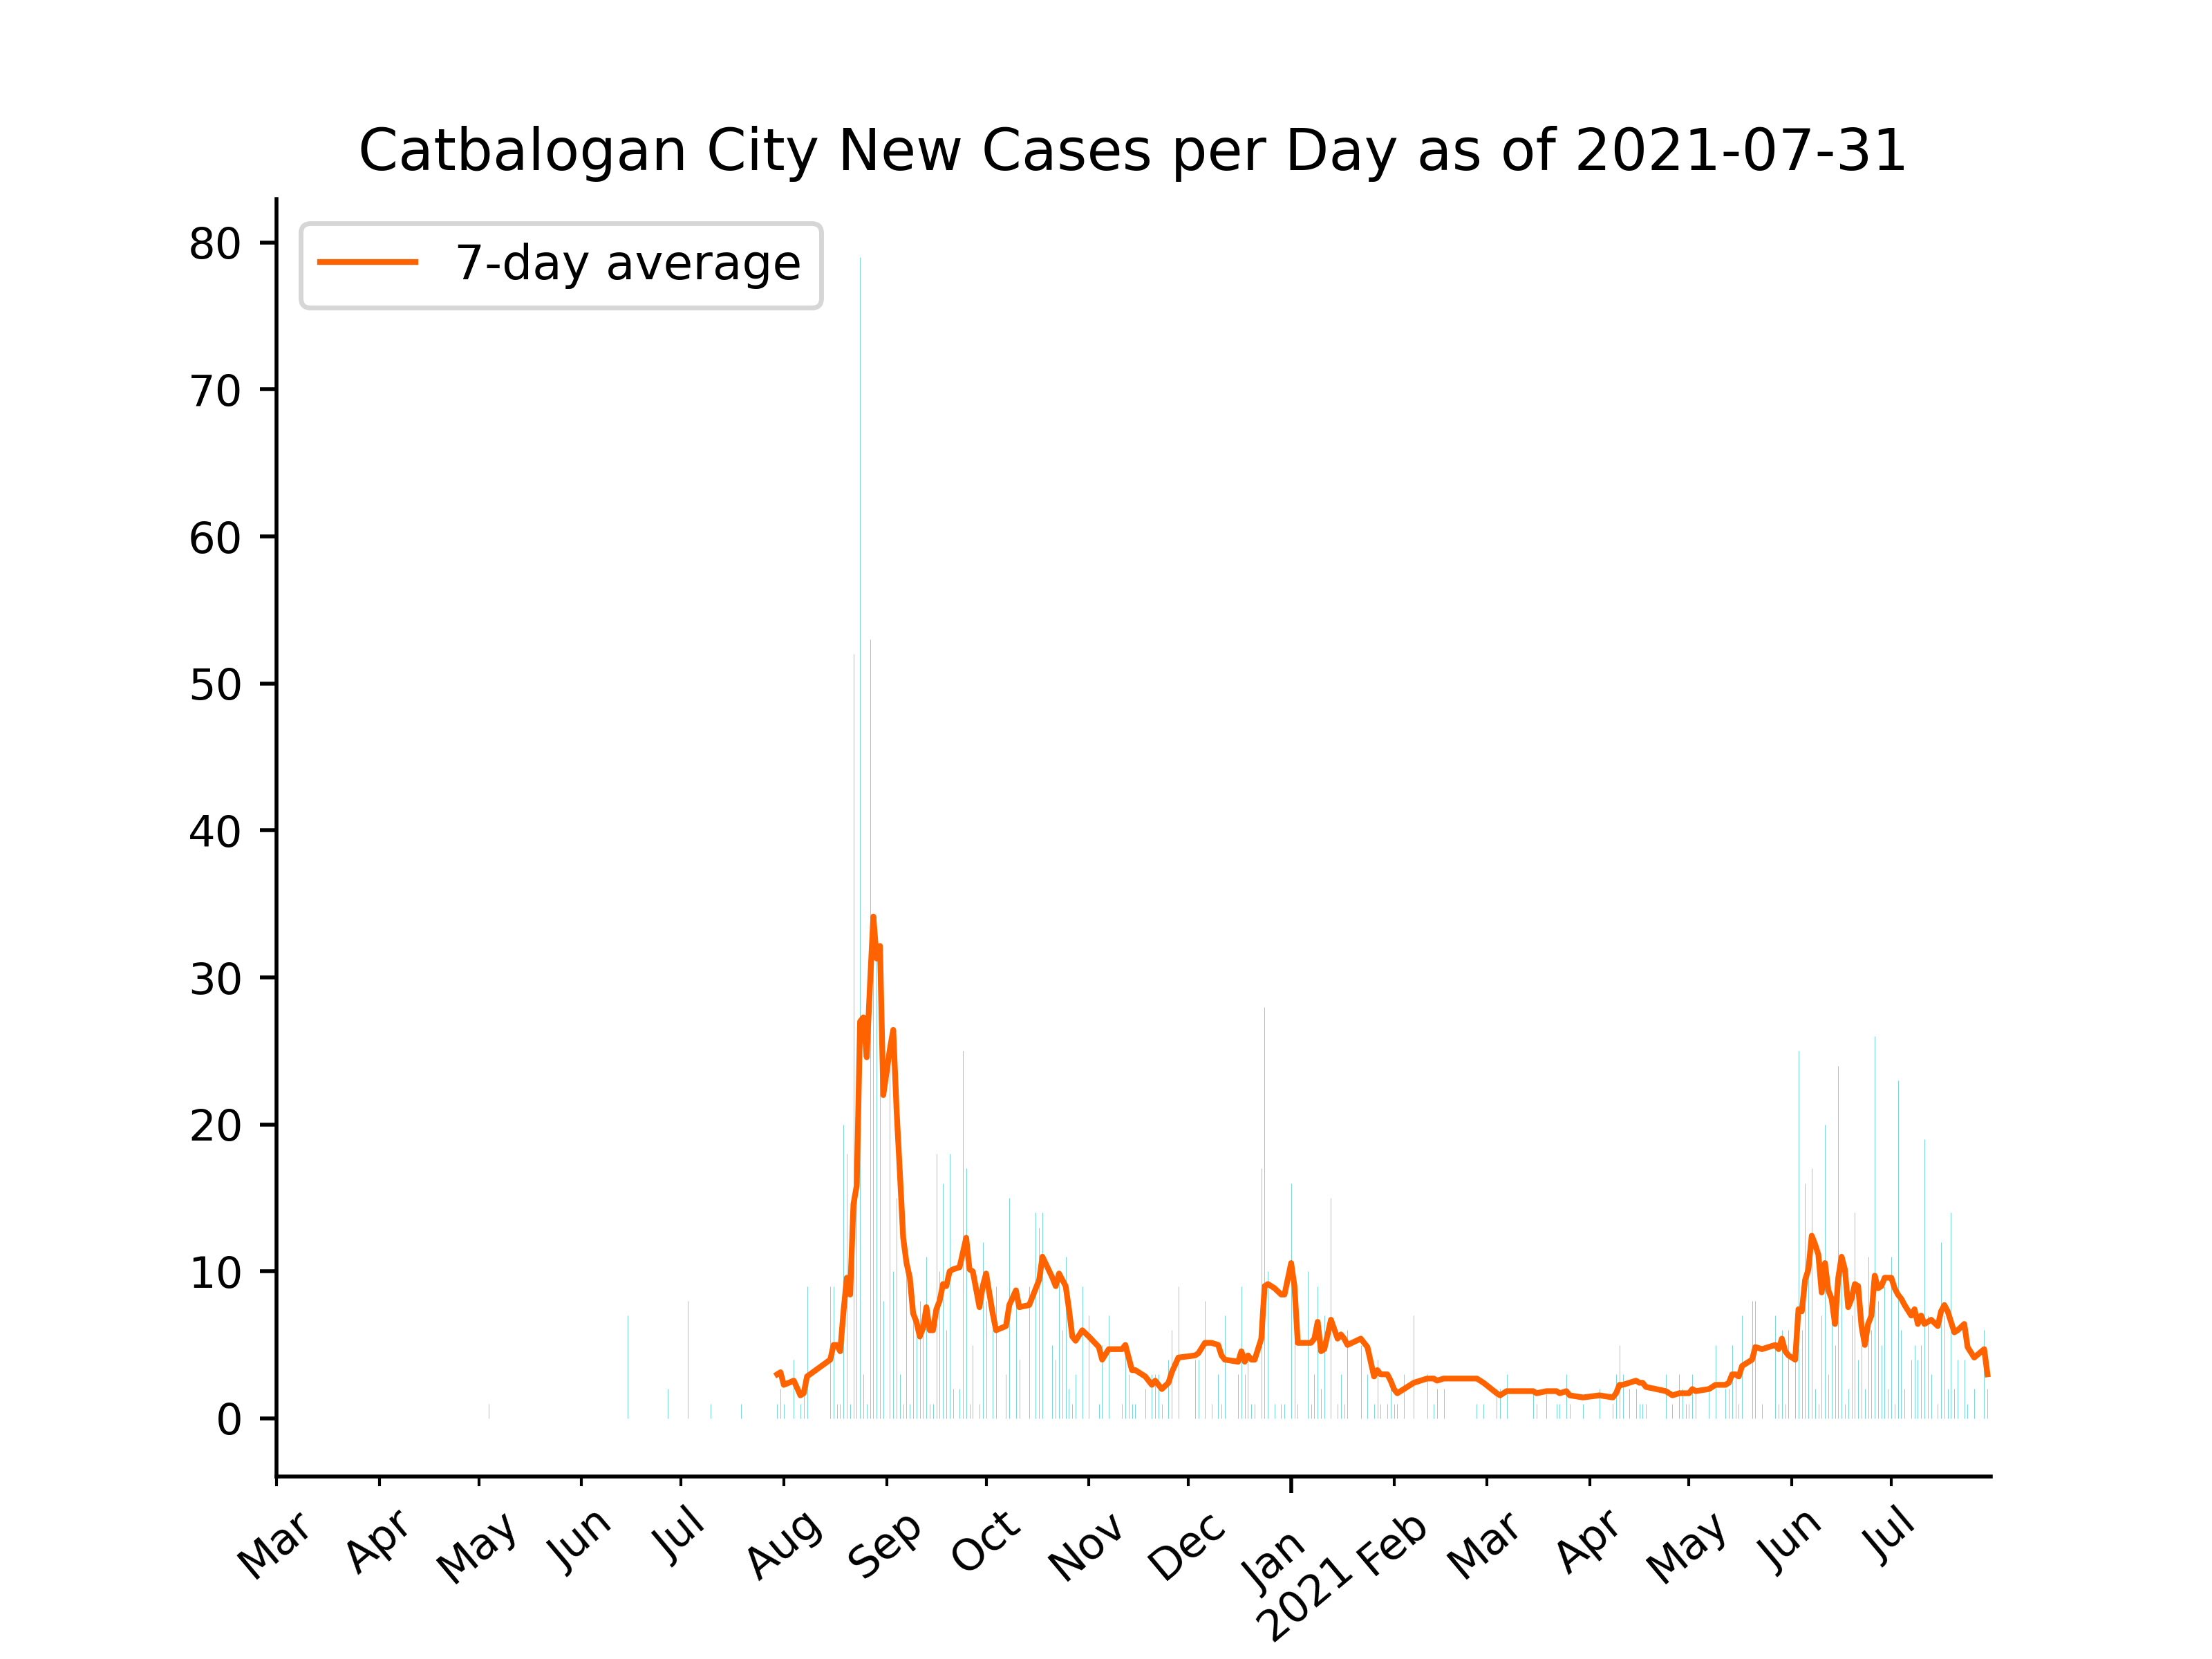 Catbalogan City New Cases per Day as of 2021-07-31
7-day average
80
70
60
50
40
30
20
10
0
Mar
Apr
May
Jun
Jul
Aug
Sep
Oct
Nov
Dec
Jan
2021
Feb
Mar
Apr
May
Jun
Jul